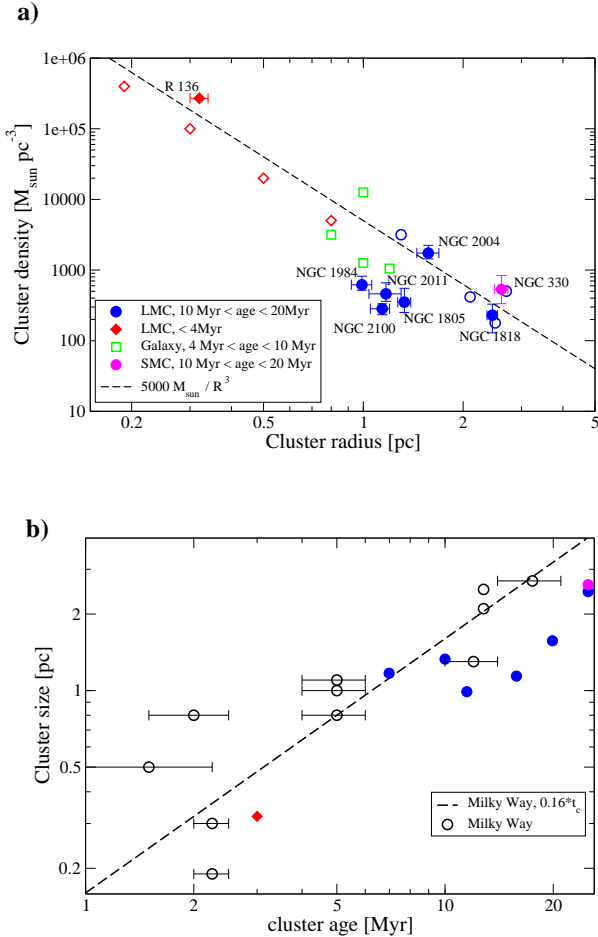 a)
1e+06
1e+05
10000
1000
100
10
Cluster density [M_sun pc^-3]
R 136
NGC 2004
NGC 1984
NGC 2011
NGC 330
NGC 2100
NGC 1805
NGC 1818
LMC, 10 Myr < age < 20Myr
LMC, < 4Myr
Galaxy, 4 Myr < age < 10 Myr
SMC, 10 Myr < age < 20 Myr
5000 M_sun / R^3
0.2 0.5 1 2 5
Cluster radius [pc]
b)
2
1
0.5
0.2
Cluster size [pc]
Milky Way, 0.16*t_c
Milky Way
1 2 5 10 20
cluster age [Myr]